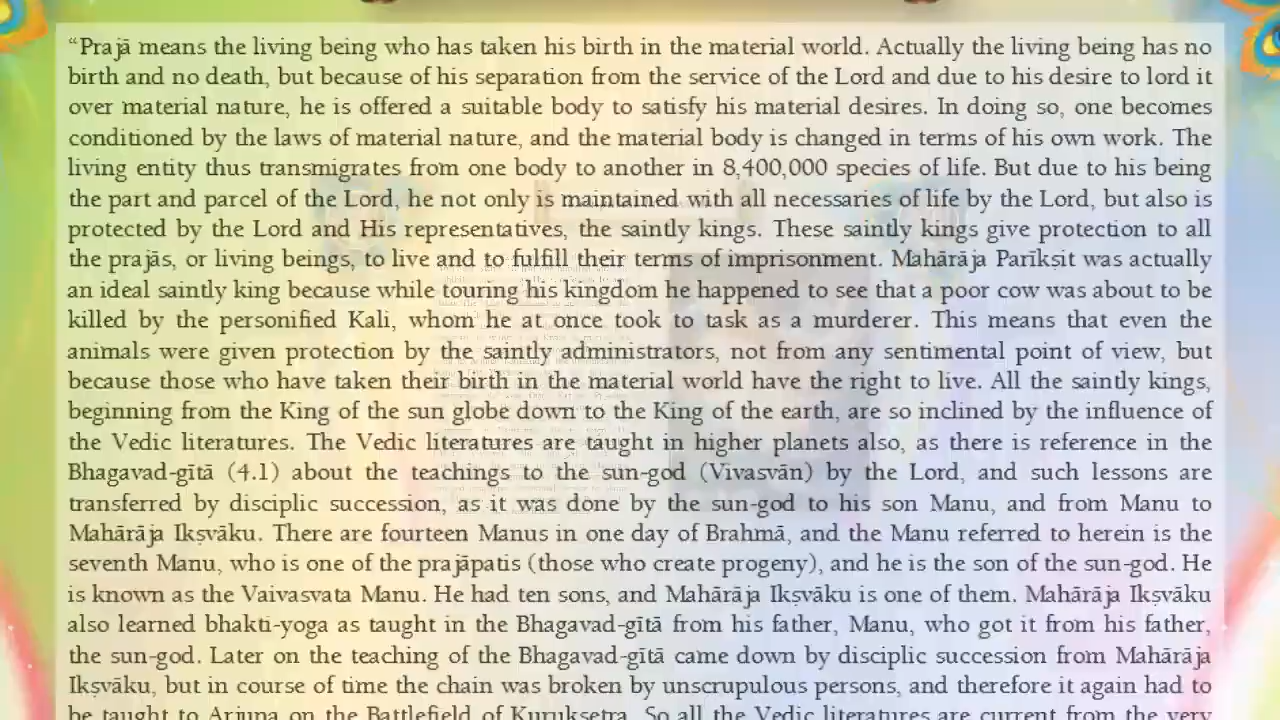 “Prajā means the living being who has taken his birth in the material world. Actually the living being has no
birth and no death, but because of his separation from the service of the Lord and due to his desire to lord it
over material nature, he is offered a suitable body to satisfy his material desires. In doing so, one becomes
conditioned by the laws of material nature, and the material body is changed in terms of his own work. The
living entity thus transmigrates from one body to another in 8,400,000 species of life. But due to his being
the part and parcel of the Lord, he not only is maintained with all necessaries of life by the Lord, but also is
protected by the Lord and His representatives, the saintly kings. These saintly kings give protection to all
the prajās, or living beings, to live and to fulfill their terms of imprisonment. Mahārāja Parīkṣit was actually
an ideal saintly king because while touring his kingdom he happened to see that a poor cow was about to be
killed by the personified Kali, whom he at once took to task as a murderer. This means that even the
animals were given protection by the saintly administrators, not from any sentimental point of view, but
because those who have taken their birth in the material world have the right to live. All the saintly kings,
beginning from the King of the sun globe down to the King of the earth, are so inclined by the influence of
the Vedic literatures. The Vedic literatures are taught in higher planets also, as there is reference in the
Bhagavad-gītā (4.1) about the teachings to the sun-god (Vivasvān) by the Lord, and such lessons are
transferred by disciplic succession, as it was done by the sun-god to his son Manu, and from Manu to
Mahārāja Ikṣvāku. There are fourteen Manus in one day of Brahmā, and the Manu referred to herein is the
seventh Manu, who is one of the prajāpatis (those who create progeny), and he is the son of the sun-god. He
is known as the Vaivasvata Manu. He had ten sons, and Mahārāja Ikṣvāku is one of them. Mahārāja Ikṣvāku
also learned bhakti-yoga as taught in the Bhagavad-gītā from his father, Manu, who got it from his father,
the sun-god. Later on the teaching of the Bhagavad-gītā came down by disciplic succession from Mahārāja
Ikṣvāku, but in course of time the chain was broken by unscrupulous persons, and therefore it again had to
be taught to Arjuna on the Battlefield of Kurukṣetra. So all the Vedic literatures are current from the very